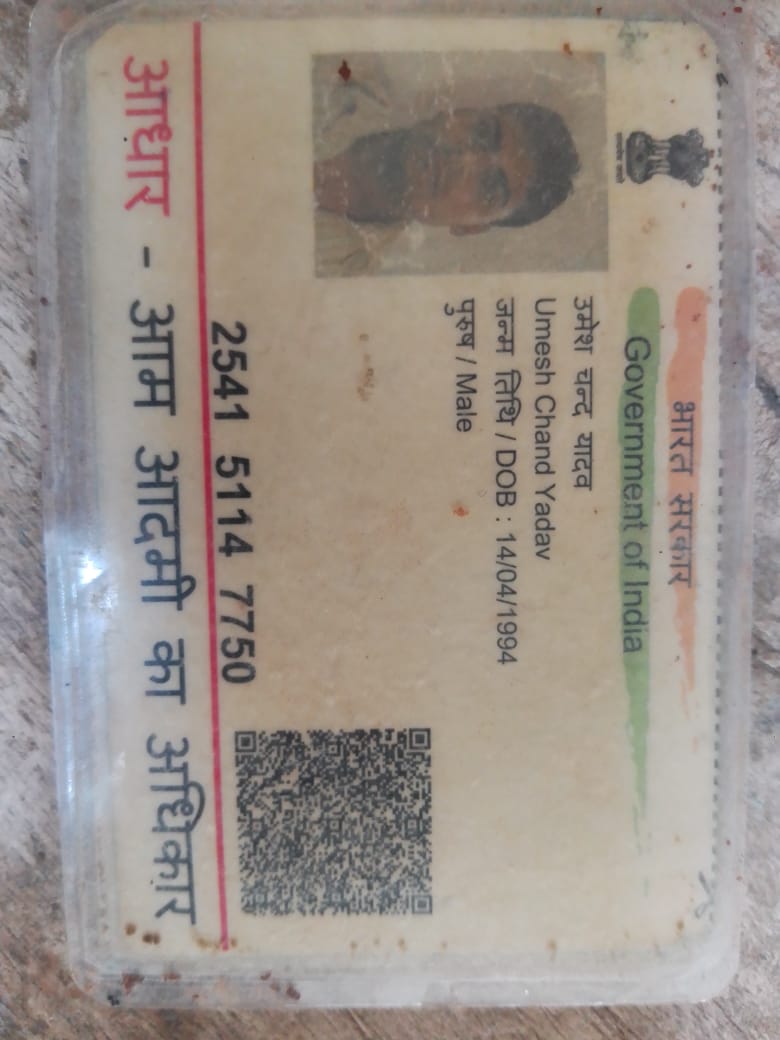 भारत सरकार
Government of India
उमेश चन्द यादव
Umesh Chand Yadav
जन्म तिथि / DOB : 14/04/1994
पुरुष / Male
2541 5114 7750
आधार - आम आदमी का अधिकार